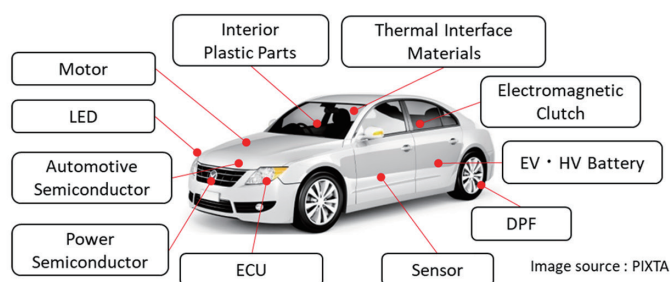 Interior
Plastic Parts
Thermal Interface
Materials
Motor
Electromagnetic
Clutch
LED
Automotive
Semiconductor
EV・HV Battery
DPF
Power
Semiconductor
ECU
Sensor
Image source : PIXTA